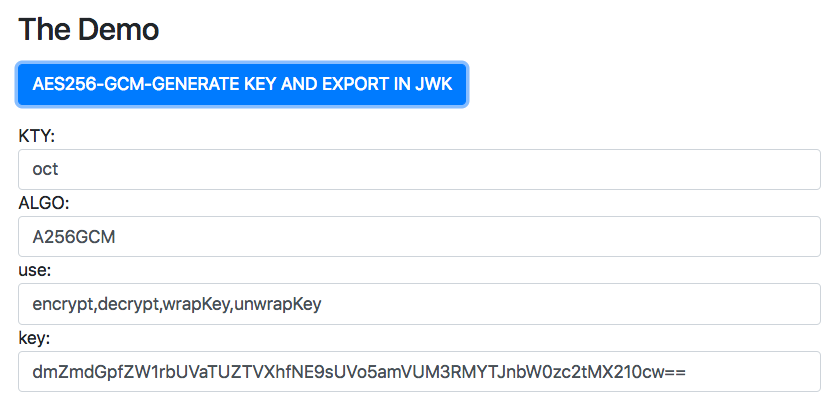 The Demo
AES256-GCM-GENERATE KEY AND EXPORT IN JWK
KTY:
oct
ALGO:
A256GCM
use:
encrypt,decrypt,wrapKey,unwrapKey
key:
dmZmdGpfZW1rbUVaTUZTVXhfNE9sUVo5amVUM3RMYTJnbW0zc2tMX210cw==